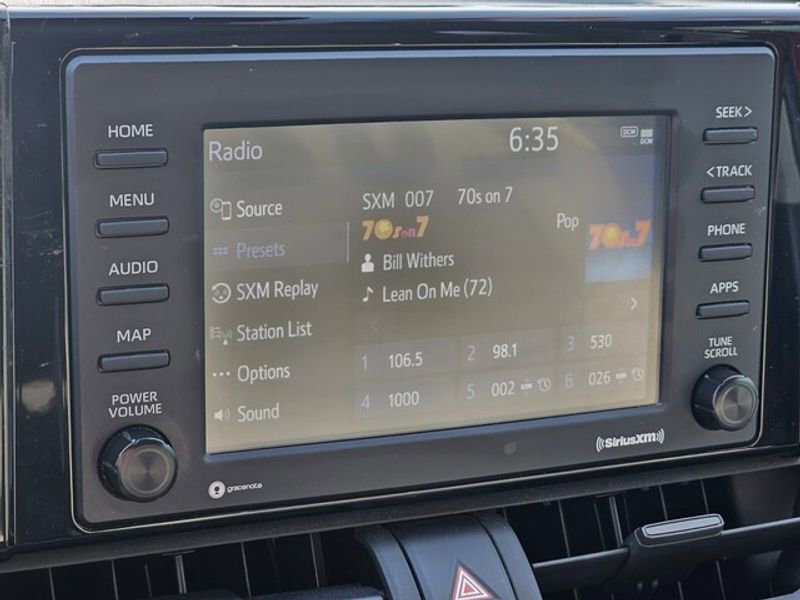 HOME
MENU
AUDIO
MAP
POWER
VOLUME
Radio
6:35
DCM
DCM
Source
Presets
SXM Replay
Station List
Options
Sound
SXM 007 70s on 7
70s on 7
Pop
70s on 7
Bill Withers
Lean On Me (72)
1 106.5
2 98.1
3 530
4 1000
5 002
6 026
SEEK >
< TRACK
PHONE
APPS
TUNE
SCROLL
gracenote
((SiriusXM))